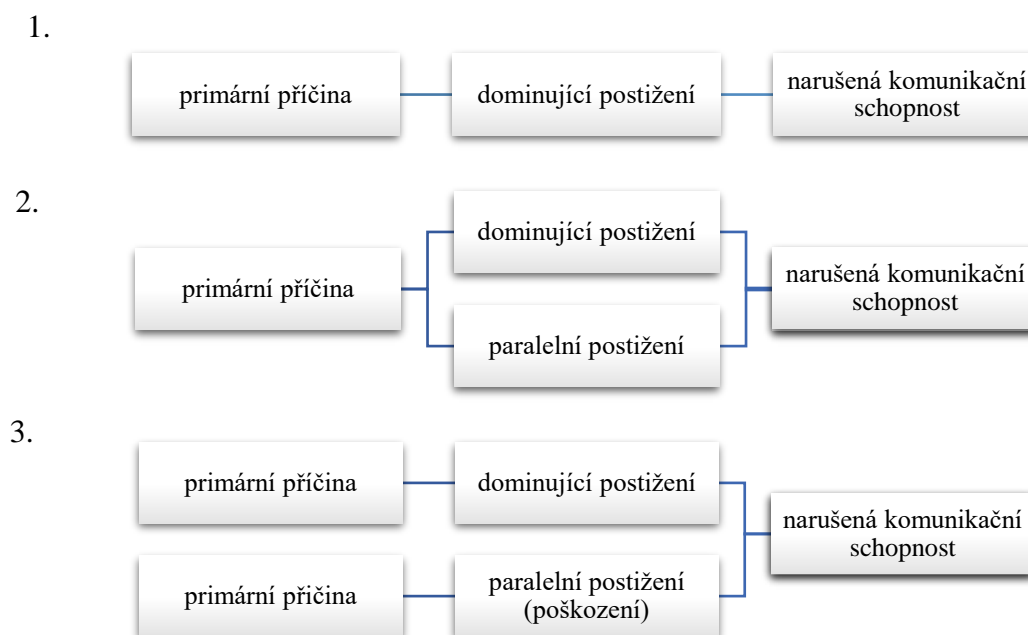 1.
primární příčina
dominující postižení
narušená komunikační
schopnost
2.
primární příčina
dominující postižení
paralelní postižení
narušená komunikační
schopnost
3.
primární příčina
dominující postižení
primární přičina
paralelní postižení
(poškození)
narušená komunikační
schopnost